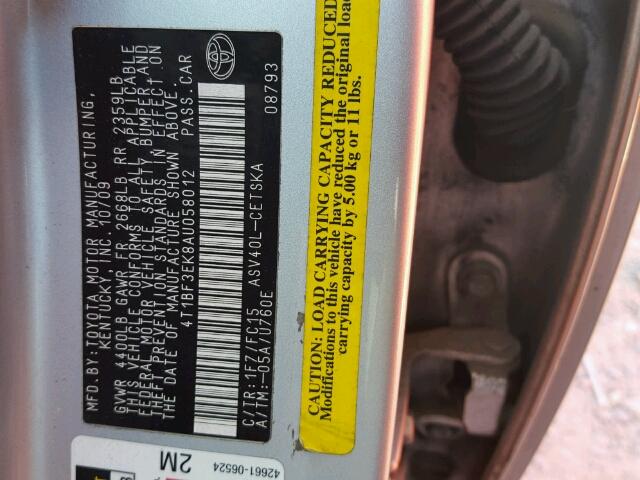 MFD. BY: TOYOTA MOTOR MANUFACTURING,
KENTUCKY, INC. 10/09
GVWR 4400LB GAWR FR 2688LB RR 2359LB
THIS VEHICLE CONFORMS TO ALL APPLICABLE
FEDERAL MOTOR VEHICLE SAFETY, BUMPER, AND
THEFT PREVENTION STANDARDS IN EFFECT ON
THE DATE OF MANUFACTURE SHOWN ABOVE.
4T1BF3EK8AU058012 PASS.CAR
C/TR:1F7/FC15 ASV40L-CETSKA
A/TM:-05A/U760E
08793
CAUTION: LOAD CARRYING CAPACITY REDUCED
Modifications to this vehicle have reduced the original load
carrying capacity by 5.00 kg or 11 lbs.
42661-06524
2M